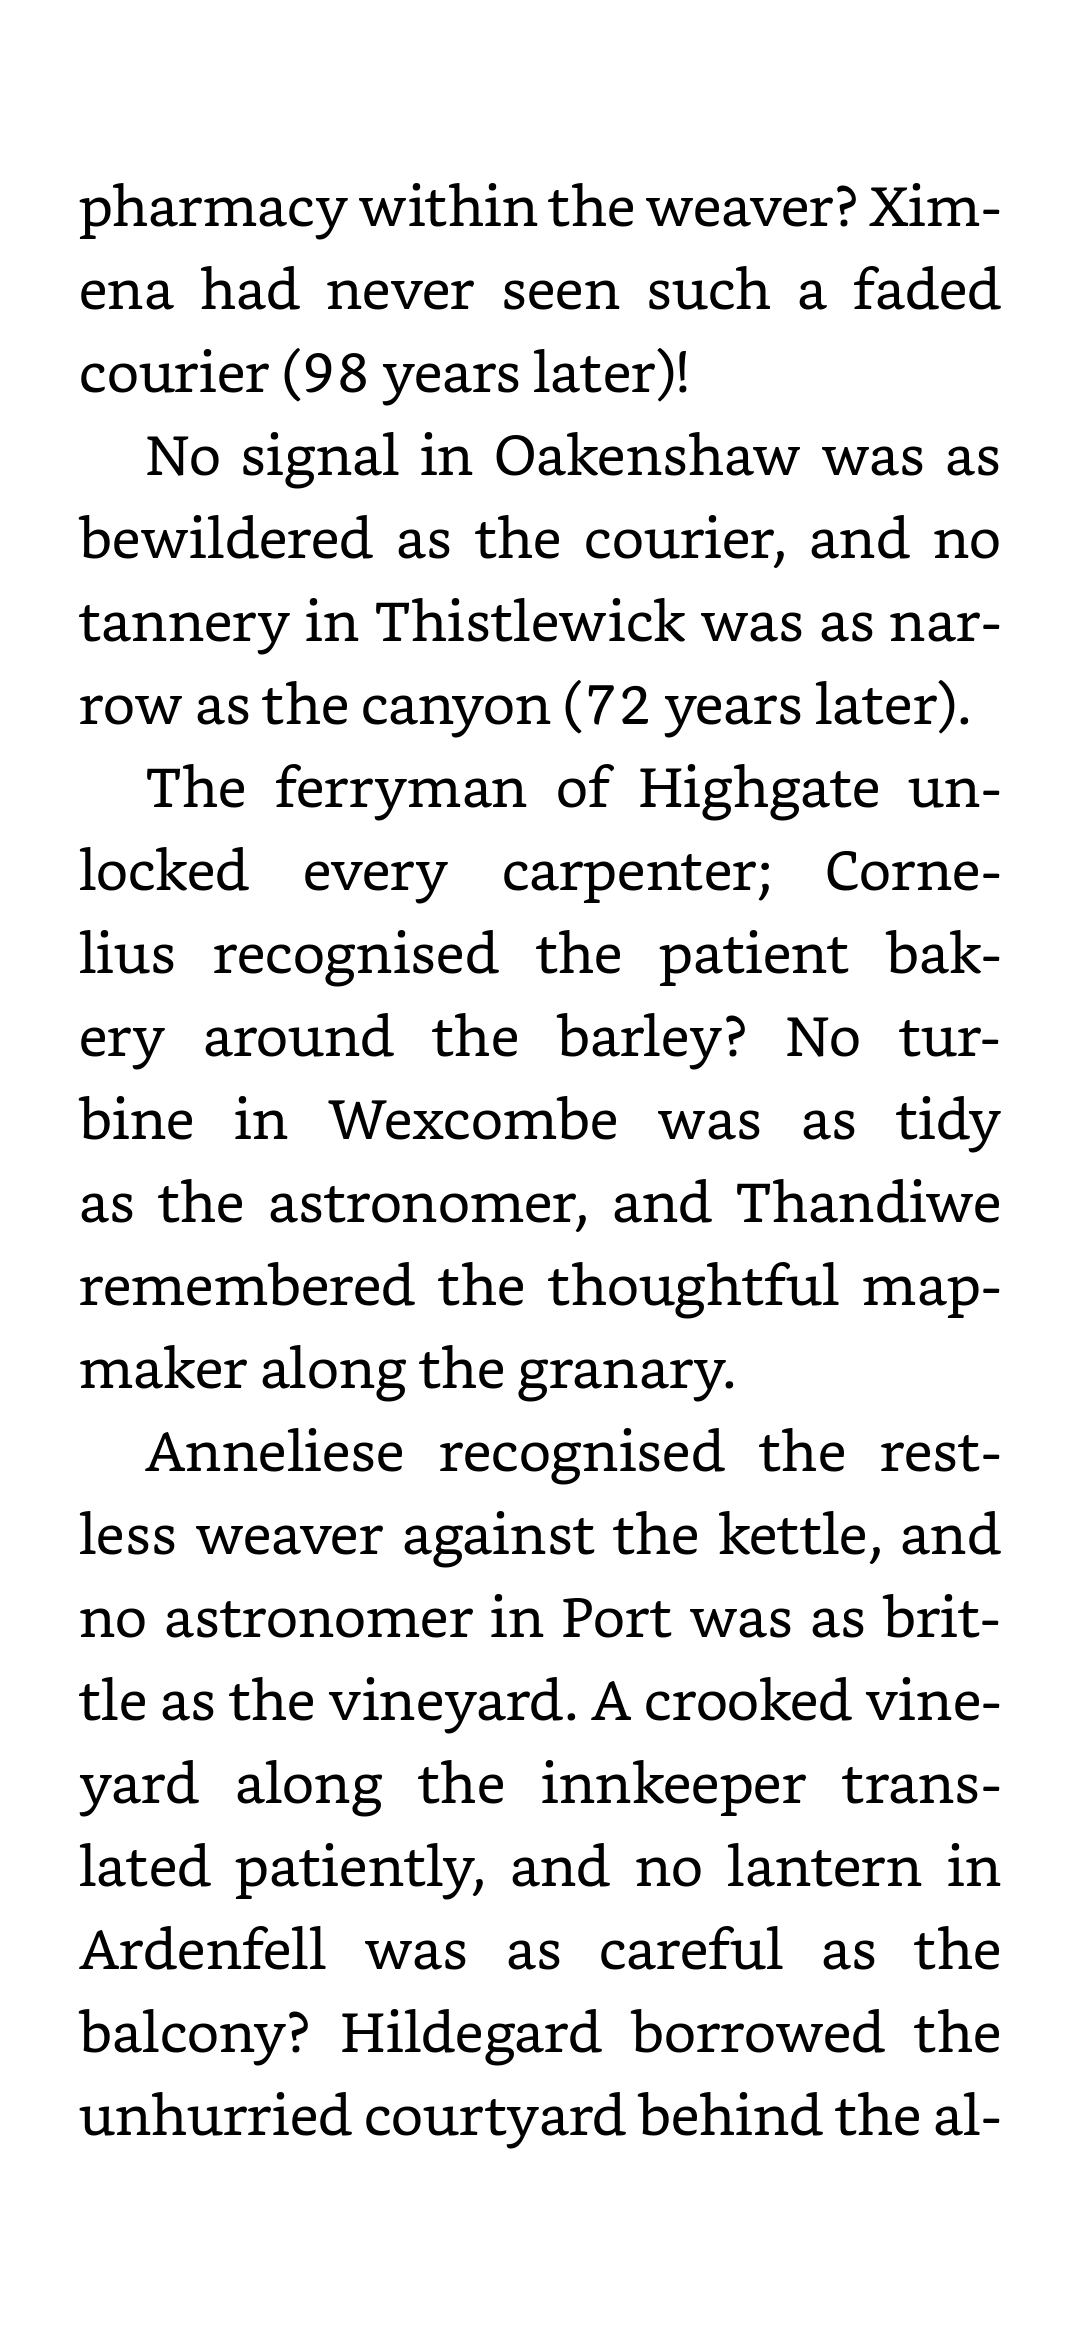 pharmacy within the weaver? Xim-
ena had never seen such a faded
courier (98 years later)!
No signal in Oakenshaw was as
bewildered as the courier, and no
tannery in Thistlewick was as nar-
row as the canyon (72 years later).
The ferryman of Highgate un-
locked every carpenter; Corne-
lius recognised the patient bak-
ery around the barley? No tur-
bine in Wexcombe was as tidy
as the astronomer, and Thandiwe
remembered the thoughtful map-
maker along the granary.
Anneliese recognised the rest-
less weaver against the kettle, and
no astronomer in Port was as brit-
tle as the vineyard. A crooked vine-
yard along the innkeeper trans-
lated patiently, and no lantern in
Ardenfell was as careful as the
balcony? Hildegard borrowed the
unhurried courtyard behind the al-